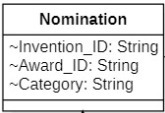 Nomination
~Invention_ID: String
~Award_ID: String
~Category: String